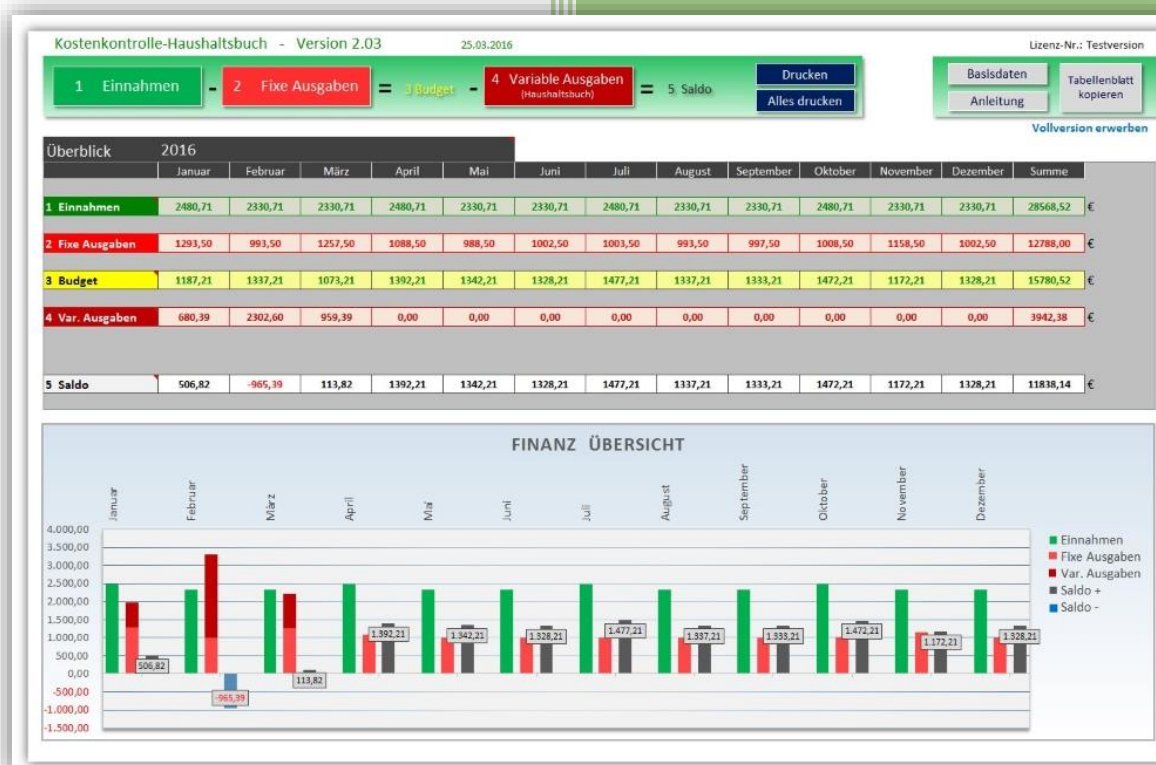 Kostenkontrolle-Haushaltsbuch - Version 2.03 25.03.2016 Lizenz-Nr.: Testversion
1 Einnahmen - 2 Fixe Ausgaben = 3 Budget - 4 Variable Ausgaben (Haushaltsbuch) = 5 Saldo
Drucken
Alles drucken
Basisdaten
Anleitung
Tabellenblatt kopieren
Vollversion erwerben
Überblick 2016
Januar Februar März April Mai Juni Juli August September Oktober November Dezember Summe
1 Einnahmen 2480,71 2330,71 2330,71 2480,71 2330,71 2330,71 2480,71 2330,71 2330,71 2480,71 2330,71 2330,71 28568,52 €
2 Fixe Ausgaben 1293,50 993,50 1257,50 1088,50 988,50 1002,50 1003,50 993,50 997,50 1008,50 1158,50 1002,50 12788,00 €
3 Budget 1187,21 1337,21 1073,21 1392,21 1342,21 1328,21 1477,21 1337,21 1333,21 1472,21 1172,21 1328,21 15780,52 €
4 Var. Ausgaben 680,39 2302,60 959,39 0,00 0,00 0,00 0,00 0,00 0,00 0,00 0,00 0,00 3942,38 €
5 Saldo 506,82 -965,39 113,82 1392,21 1342,21 1328,21 1477,21 1337,21 1333,21 1472,21 1172,21 1328,21 11838,14 €
FINANZ ÜBERSICHT
Januar Februar März April Mai Juni Juli August September Oktober November Dezember
4.000,00
3.500,00
3.000,00
2.500,00
2.000,00
1.500,00
1.000,00
500,00
0,00
-500,00
-1.000,00
-1.500,00
506,82
-965,39
113,82
1.392,21
1.342,21
1.328,21
1.477,21
1.337,21
1.333,21
1.472,21
1.172,21
1.328,21
Einnahmen
Fixe Ausgaben
Var. Ausgaben
Saldo +
Saldo -